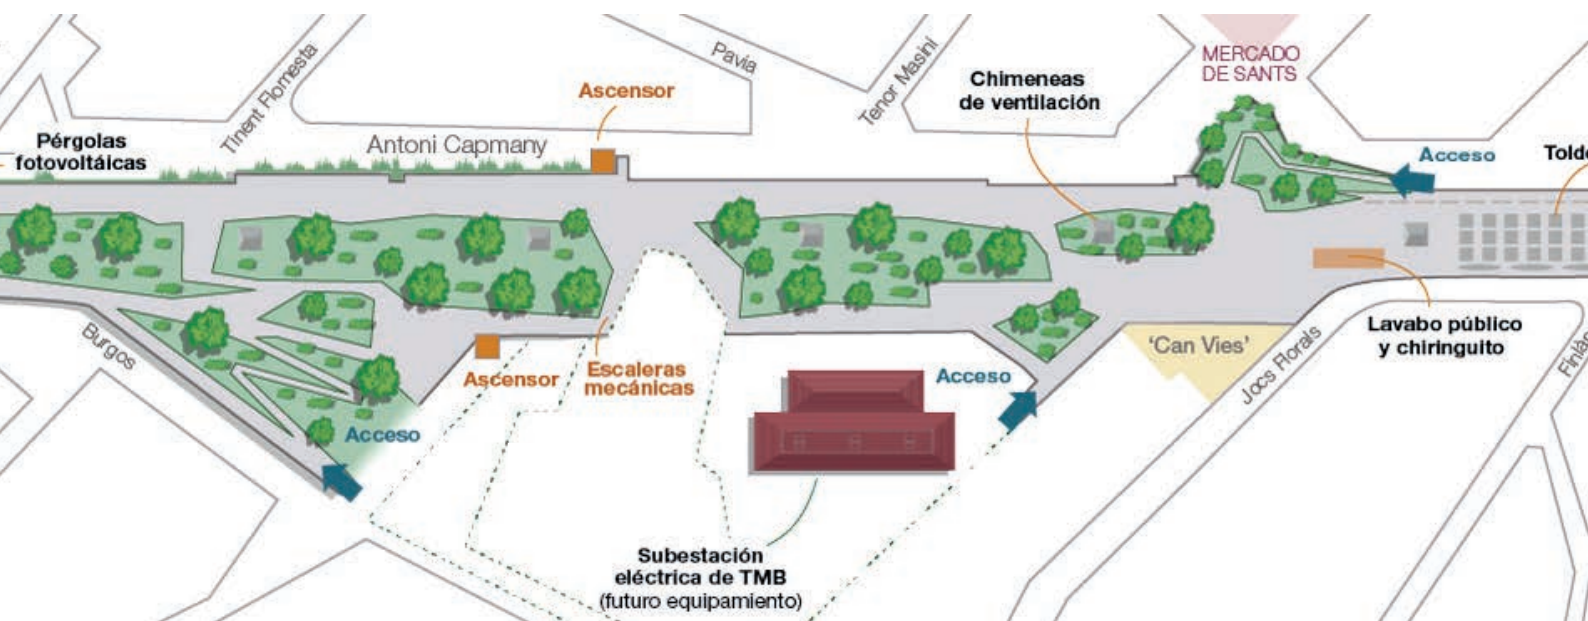 Tinent Flomesta
Pavia
Tenor Masini
MERCADO
DE SANTS
Chimeneas
de ventilación
Ascensor
Pérgolas
fotovoltáicas
Antoni Capmany
Acceso
Burgos
Ascensor
Escaleras
mecánicas
Acceso
Acceso
'Can Vies'
Jocs Florals
Lavabo público
y chiringuito
Subestación
eléctrica de TMB
(futuro equipamiento)